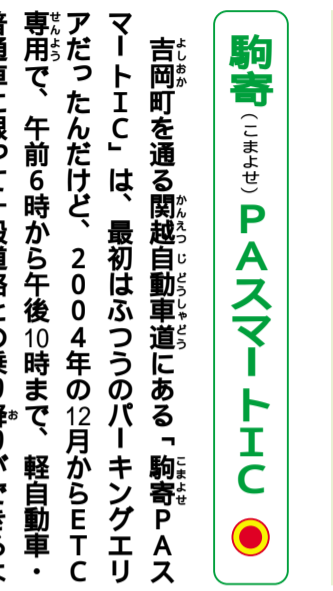 駒寄（こまよせ）PAスマートIC
吉岡町を通る関越自動車道にある「駒寄PAス
マートIC」は、最初はふつうのパーキングエリ
アだったんだけど、2004年の12月からETC
専用で、午前6時から午後10時まで、軽自動車・